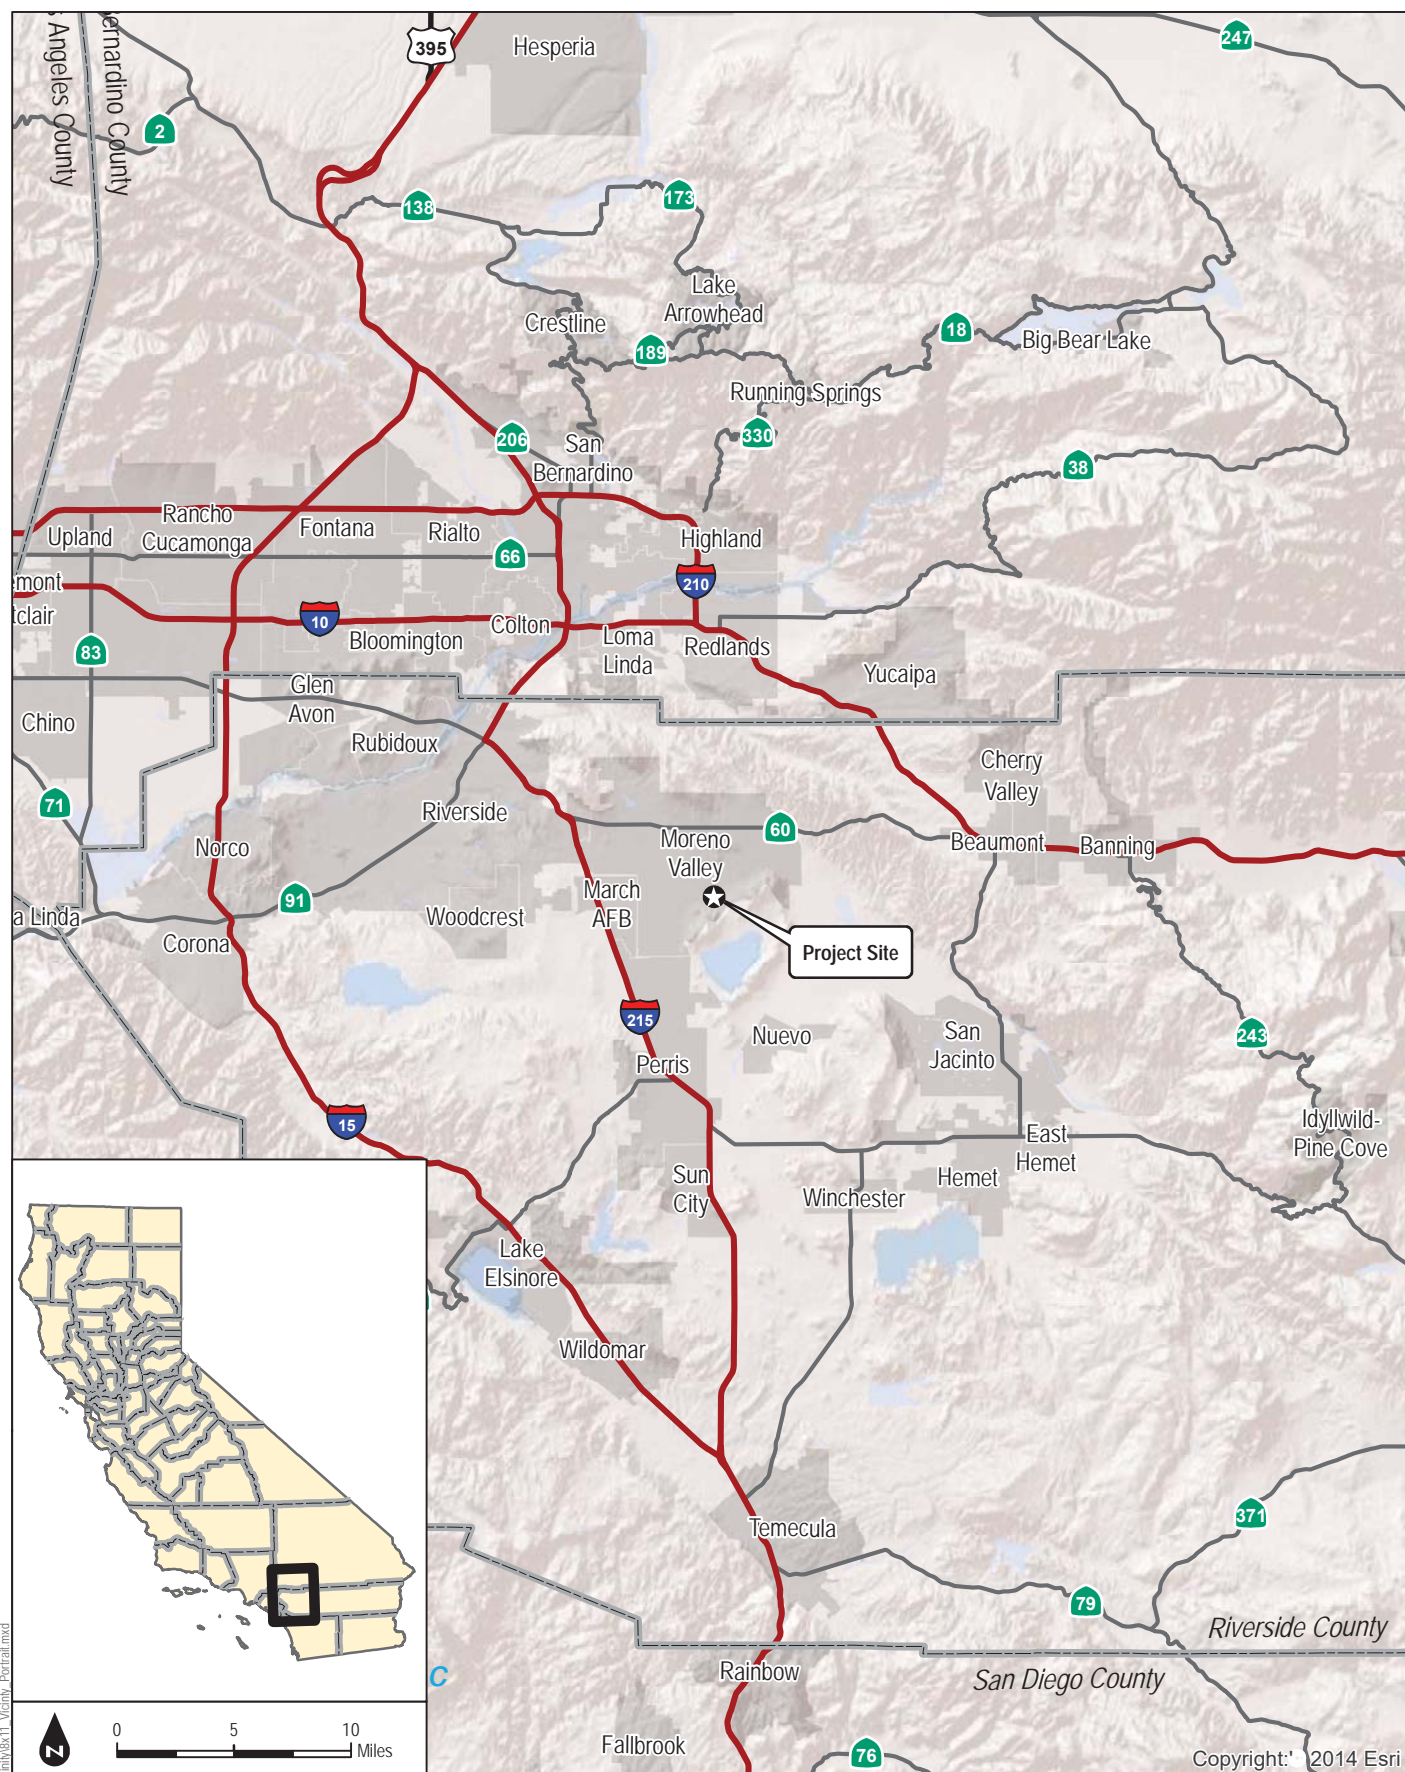 395
Hesperia
247
s Angeles County
Bernardino County
2
138
173
Lake
Arrowhead
Crestline
189
18
Big Bear Lake
Running Springs
330
206
San
Bernardino
38
Upland
Rancho
Cucamonga
Fontana
Rialto
Highland
66
210
emont
tclair
10
Bloomington
Colton
Loma
Linda
Redlands
83
Yucaipa
Glen
Avon
Chino
Rubidoux
Cherry
Valley
71
Riverside
60
Moreno
Valley
Beaumont
Banning
Norco
91
March
AFB
a Linda
Woodcrest
Corona
Project Site
215
Nuevo
San
Jacinto
243
Perris
15
Idyllwild-
Pine Cove
East
Hemet
Sun
City
Winchester
Hemet
Lake
Elsinore
Wildomar
Temecula
371
79
Riverside County
San Diego County
Rainbow
C
Fallbrook
76
N
0 5 10
Miles
Copyright:© 2014 Esri